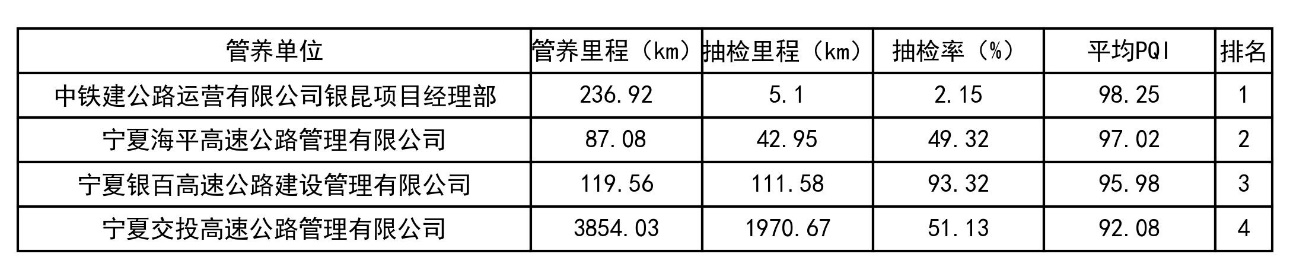 管养单位 管养里程（km） 抽检里程（km） 抽检率（%） 平均PQI 排名
中铁建公路运营有限公司银昆项目经理部 236.92 5.1 2.15 98.25 1
宁夏海平高速公路管理有限公司 87.08 42.95 49.32 97.02 2
宁夏银百高速公路建设管理有限公司 119.56 111.58 93.32 95.98 3
宁夏交投高速公路管理有限公司 3854.03 1970.67 51.13 92.08 4